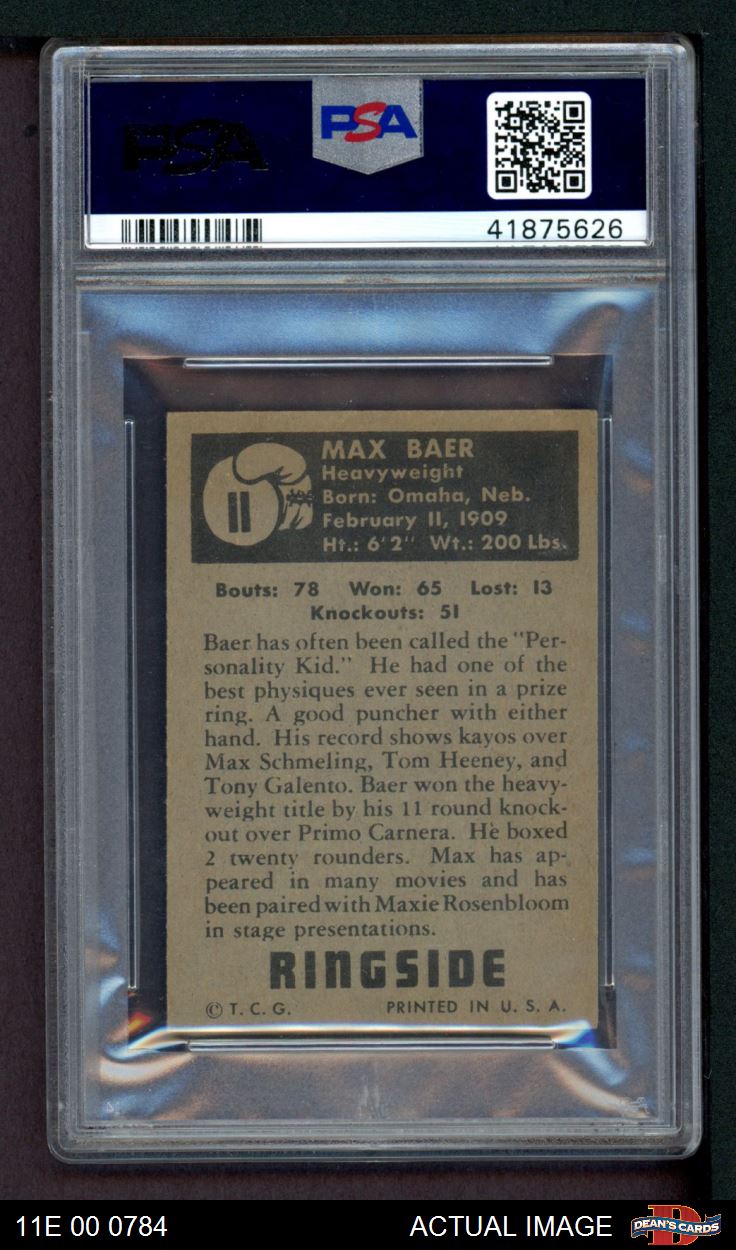 PSA
PSA
41875626
MAX BAER
Heavyweight
11
Born: Omaha, Neb.
February 11, 1909
Ht.: 6'2" Wt.: 200 Lbs.
Bouts: 78 Won: 65 Lost: 13
Knockouts: 51
Baer has often been called the "Per-
sonality Kid." He had one of the
best physiques ever seen in a prize
ring. A good puncher with either
hand. His record shows kayos over
Max Schmeling, Tom Heeney, and
Tony Galento. Baer won the heavy-
weight title by his 11 round knock-
out over Primo Carnera. He boxed
2 twenty rounders. Max has ap-
peared in many movies and has
been paired with Maxie Rosenbloom
in stage presentations.
RINGSIDE
© T. C. G. PRINTED IN U. S. A.
11E 00 0784 ACTUAL IMAGE DEAN'S CARDS